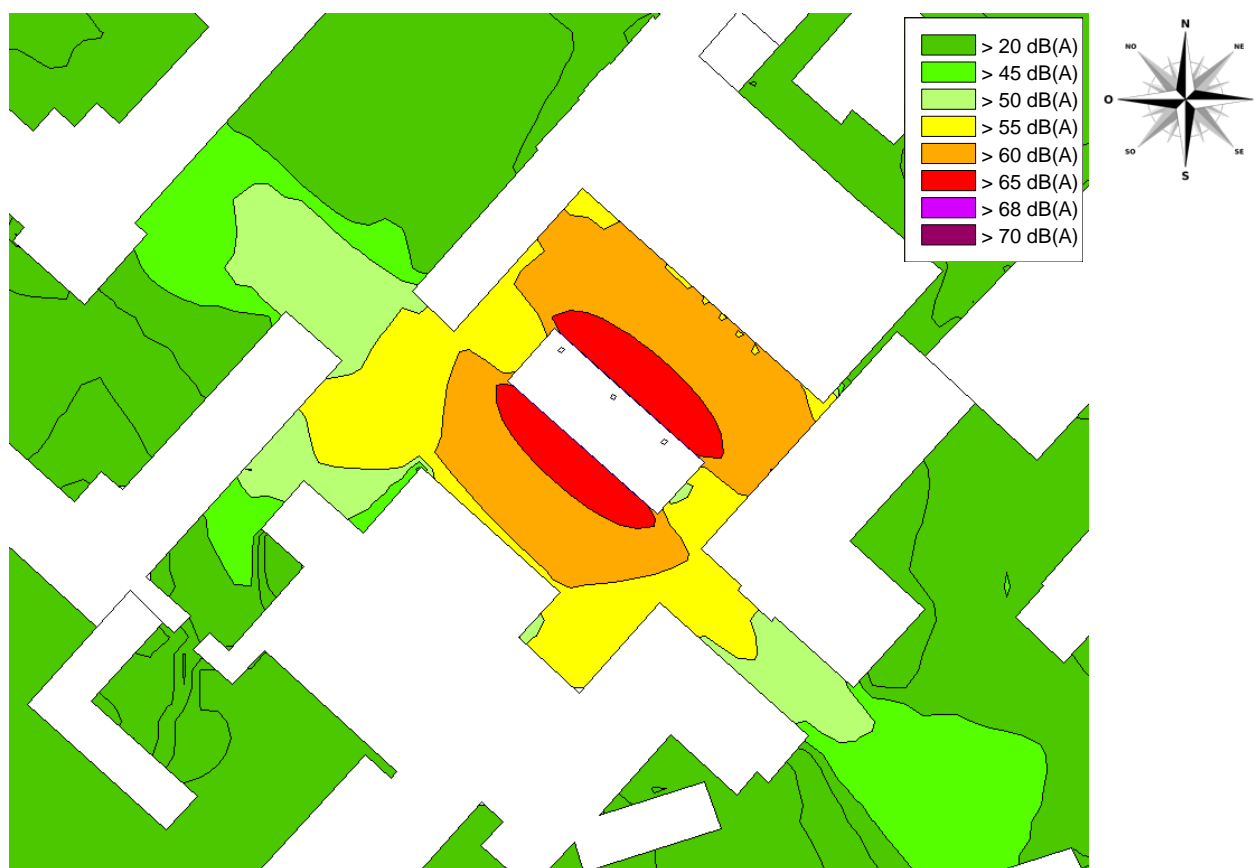 > 20 dB(A)
> 45 dB(A)
> 50 dB(A)
> 55 dB(A)
> 60 dB(A)
> 65 dB(A)
> 68 dB(A)
> 70 dB(A)
N
NO NE
O
SO SE
S